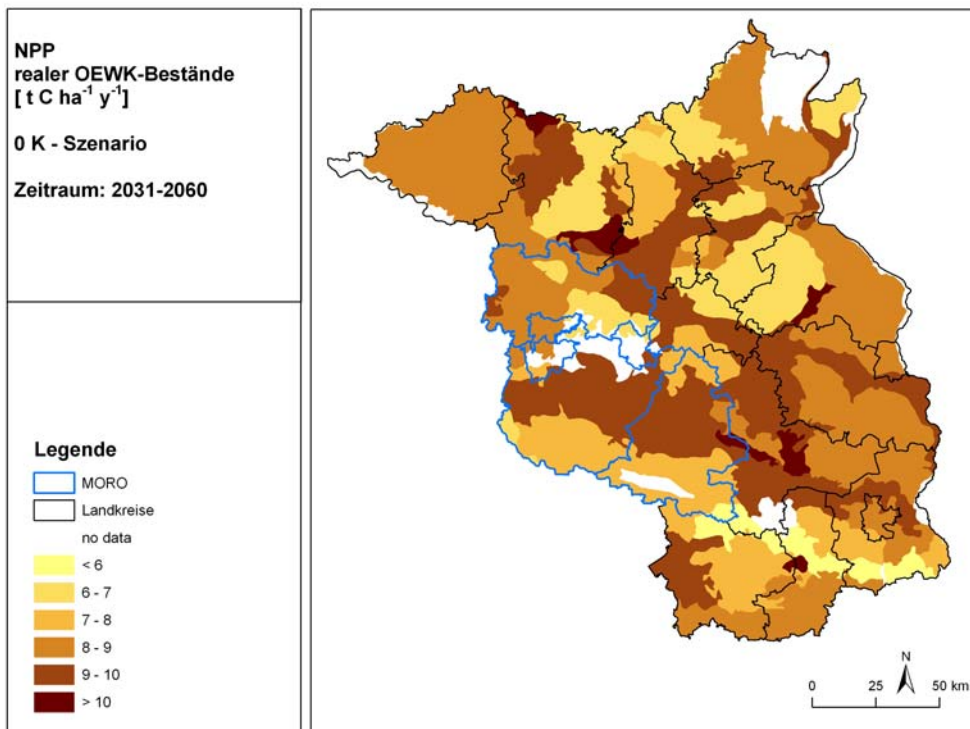 NPP
realer OEWK-Bestände
[ t C ha⁻¹ y⁻¹]
0 K - Szenario
Zeitraum: 2031-2060
Legende
MORO
Landkreise
no data
< 6
6 - 7
7 - 8
8 - 9
9 - 10
> 10
N
0 25 50 km